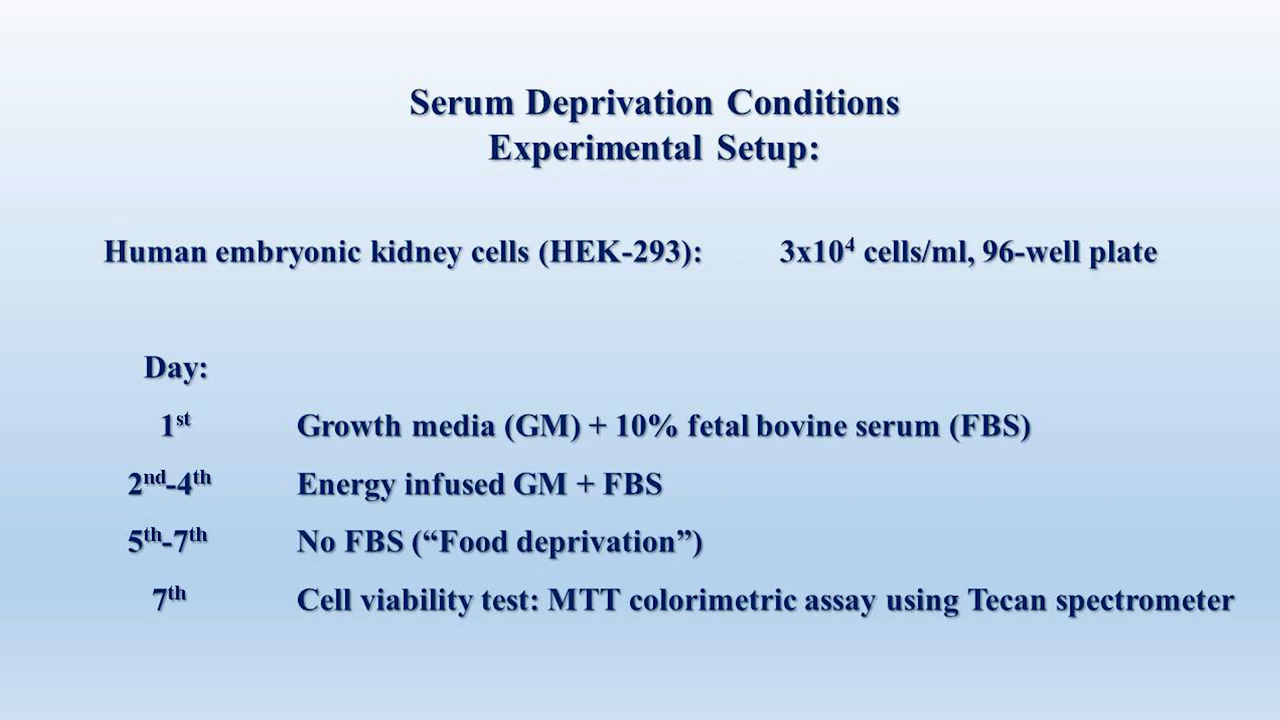 Serum Deprivation Conditions
Experimental Setup:
Human embryonic kidney cells (HEK-293): 3x10⁴ cells/ml, 96-well plate
Day:
1st Growth media (GM) + 10% fetal bovine serum (FBS)
2nd-4th Energy infused GM + FBS
5th-7th No FBS (“Food deprivation”)
7th Cell viability test: MTT colorimetric assay using Tecan spectrometer